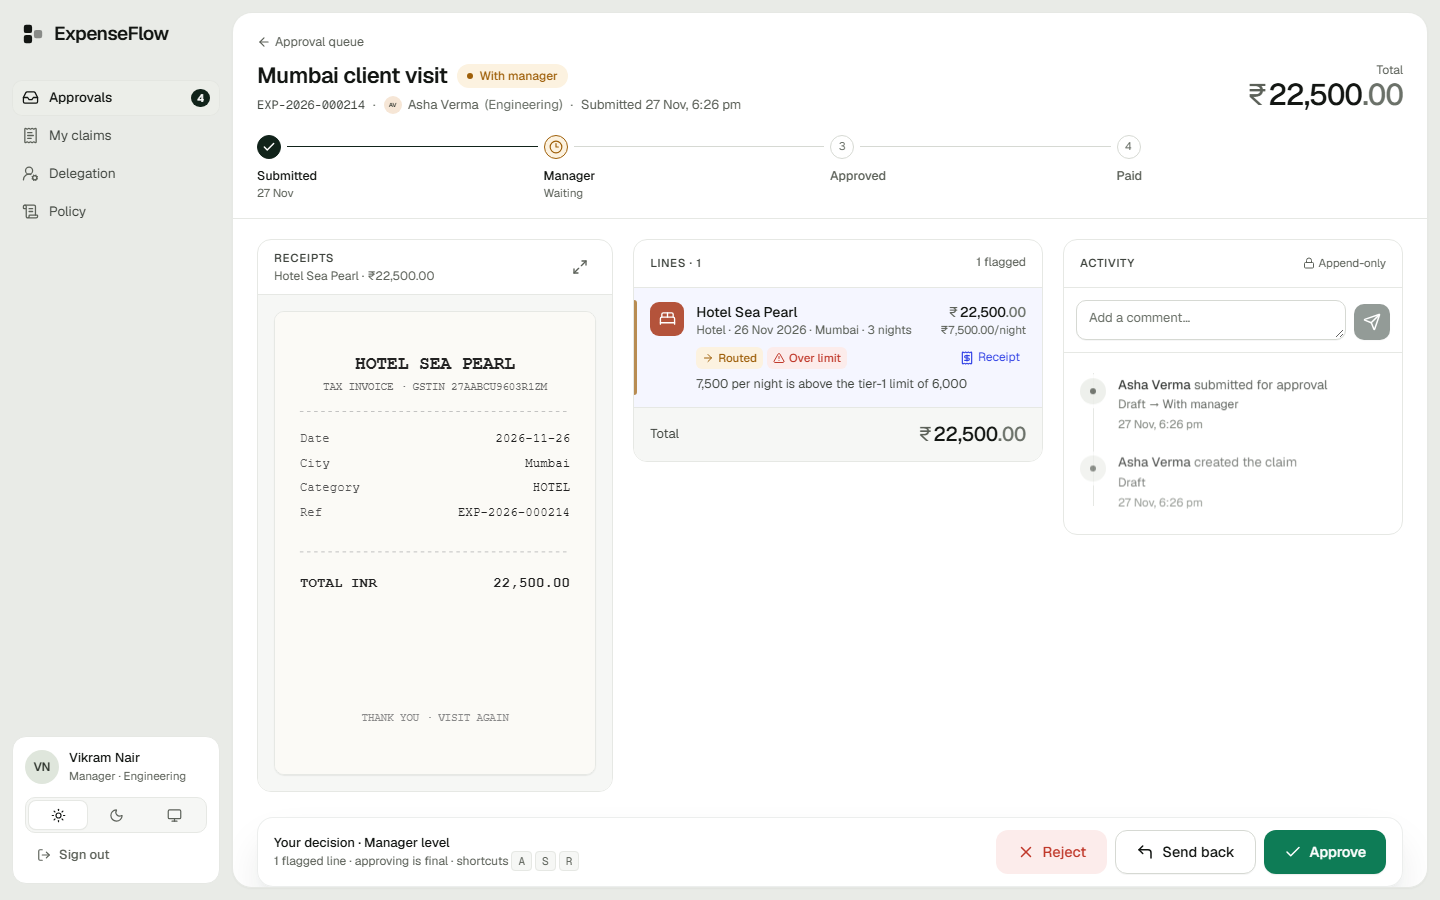 ExpenseFlow
Approvals 4
My claims
Delegation
Policy
Vikram Nair
VN
Manager · Engineering
Sign out
Approval queue
Mumbai client visit
With manager
EXP-2026-000214 · AV Asha Verma (Engineering) · Submitted 27 Nov, 6:26 pm
Total
₹22,500.00
3
4
Submitted
Manager
Approved
Paid
27 Nov
Waiting
RECEIPTS
Hotel Sea Pearl · ₹22,500.00
HOTEL SEA PEARL
TAX INVOICE · GSTIN 27AABCU9603R1ZM
Date 2026-11-26
City Mumbai
Category HOTEL
Ref EXP-2026-000214
TOTAL INR 22,500.00
THANK YOU · VISIT AGAIN
LINES · 1
1 flagged
Hotel Sea Pearl ₹22,500.00
Hotel · 26 Nov 2026 · Mumbai · 3 nights ₹7,500.00/night
Routed Over limit Receipt
7,500 per night is above the tier-1 limit of 6,000
Total ₹22,500.00
ACTIVITY
Append-only
Add a comment…
Asha Verma submitted for approval
Draft → With manager
27 Nov, 6:26 pm
Asha Verma created the claim
Draft
27 Nov, 6:26 pm
Your decision · Manager level
1 flagged line · approving is final · shortcuts A S R
Reject
Send back
Approve